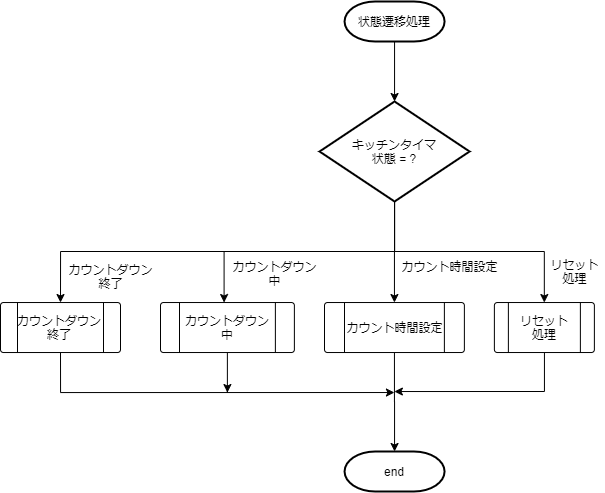 状態遷移処理
キッチンタイマ
状態 = ?
カウントダウン
終了
カウントダウン
中
カウント時間設定
リセット
処理
カウントダウン
終了
カウントダウン
中
カウント時間設定
リセット
処理
end